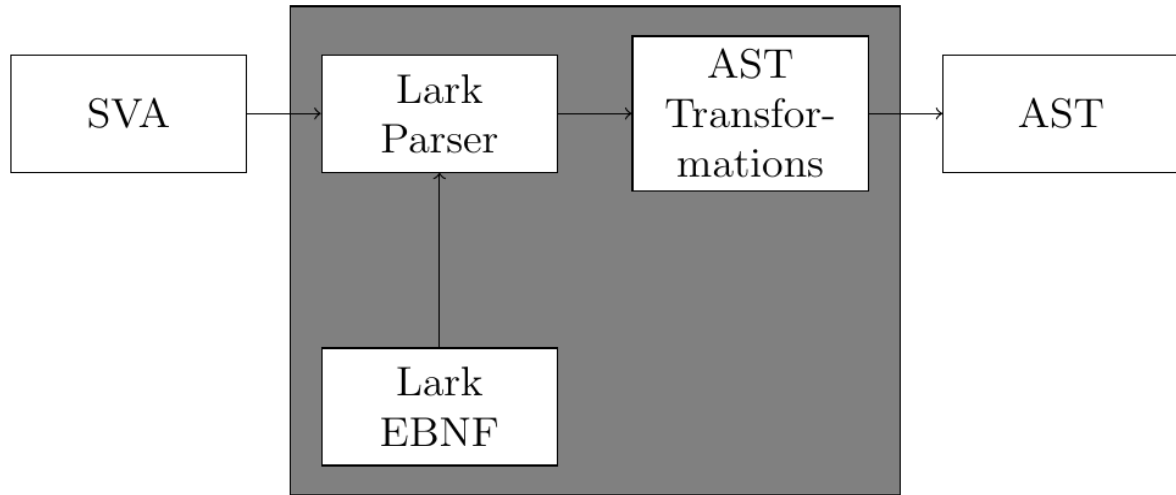 SVA
Lark
Parser
AST
Transfor-
mations
AST
Lark
EBNF